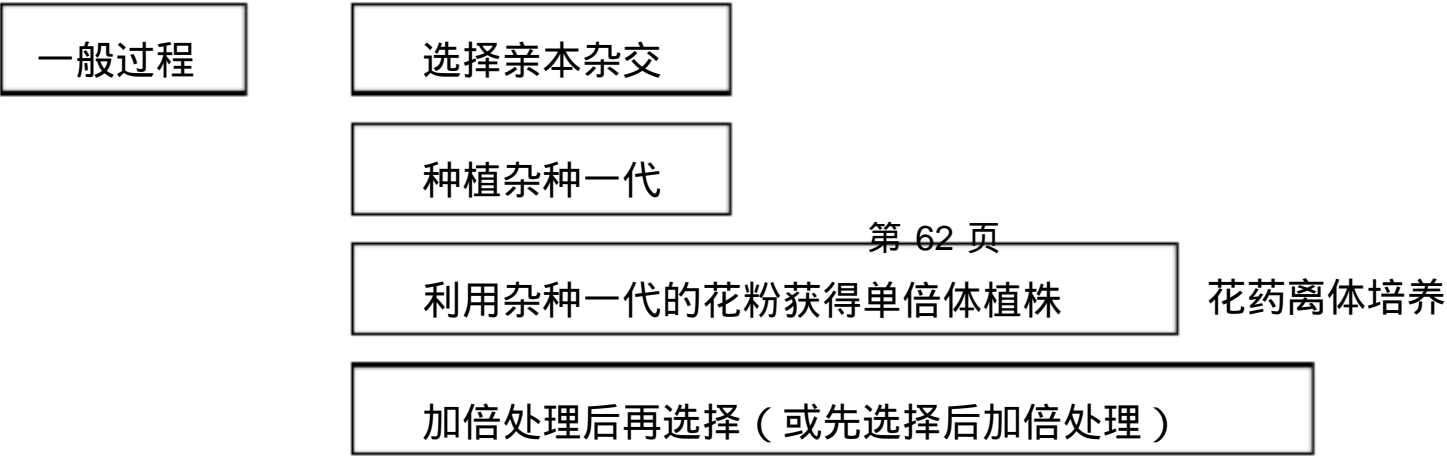 一般过程
选择亲本杂交
种植杂种一代
第 62 页
利用杂种一代的花粉获得单倍体植株
花药离体培养
加倍处理后再选择（或先选择后加倍处理）